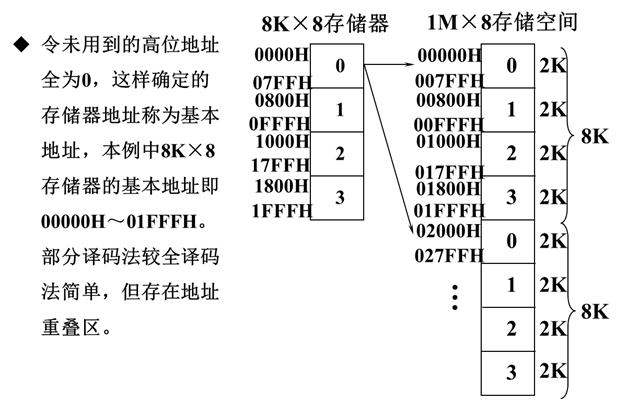 8K×8存储器
1M×8存储空间
◆ 令未用到的高位地址
全为0，这样确定的
存储器地址称为基本
地址，本例中8K×8
存储器的基本地址即
00000H～01FFFH。
部分译码法较全译码
法简单，但存在地址
重叠区。
0000H
07FFH
0
0800H
0FFFH
1
1000H
17FFH
2
1800H
1FFFH
3
00000H
007FFH
0
2K
00800H
00FFFH
1
2K
01000H
017FFH
2
2K
01800H
01FFFH
3
2K
8K
02000H
027FFH
0
2K
1
2K
2
2K
3
2K
8K